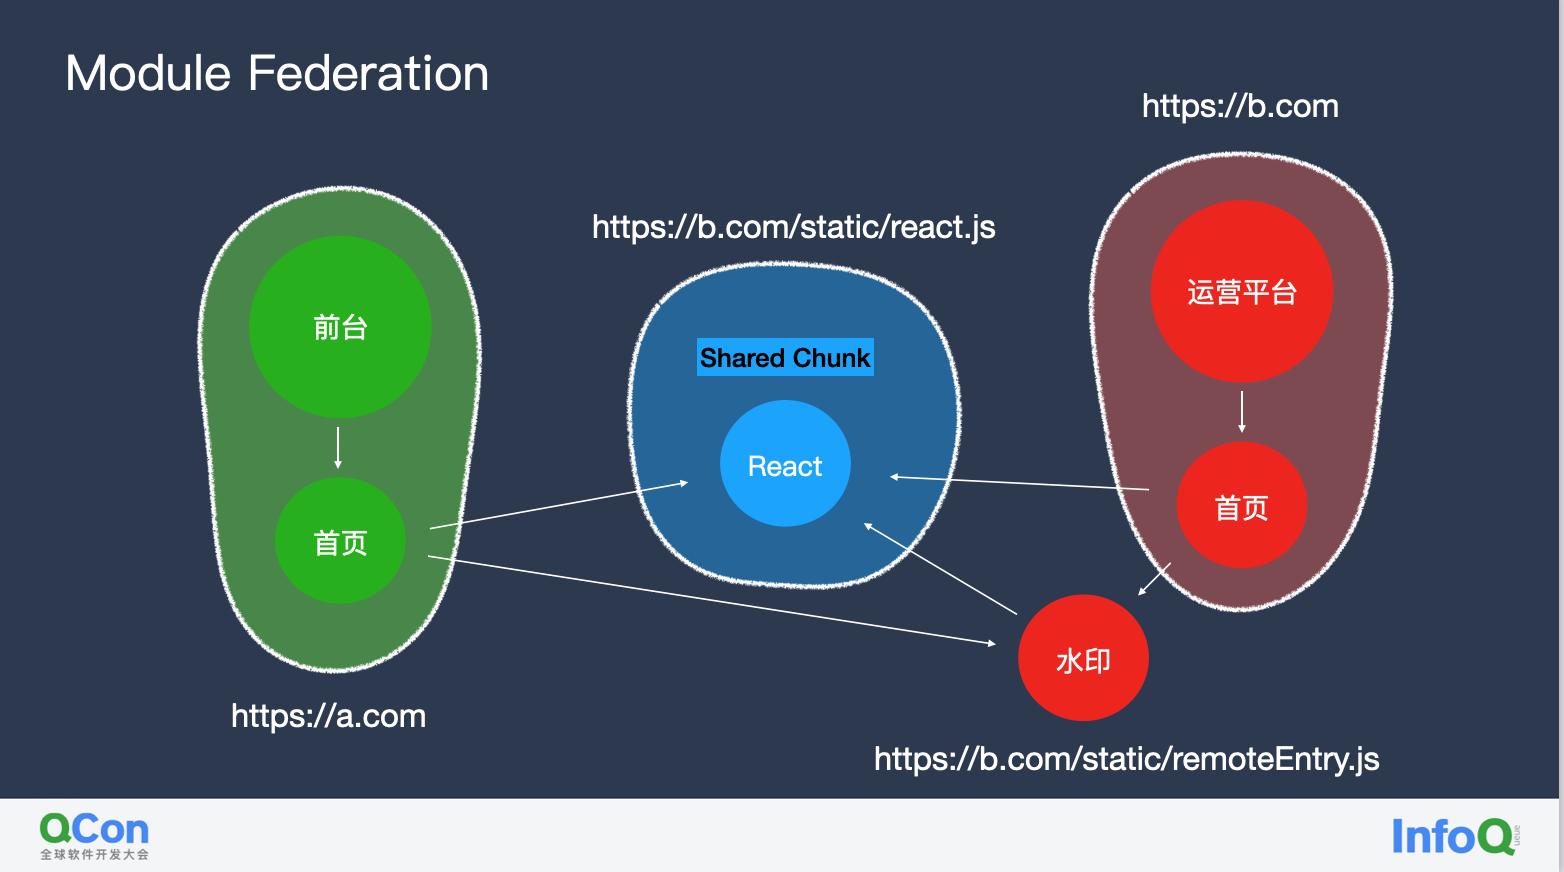 Module Federation
https://b.com
https://b.com/static/react.js
运营平台
前台
Shared Chunk
React
首页
首页
水印
https://a.com
https://b.com/static/remoteEntry.js
QCon
全球软件开发大会
InfoQ
ueue